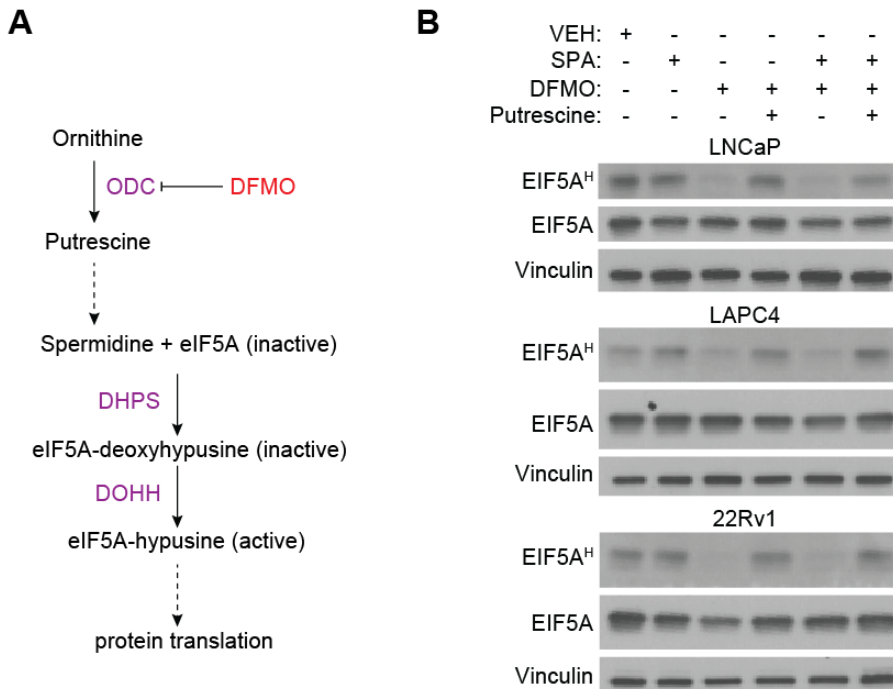 A
Ornithine
ODC DFMO
Putrescine
Spermidine + eIF5A (inactive)
DHPS
eIF5A-deoxyhypusine (inactive)
DOHH
eIF5A-hypusine (active)
protein translation
B
VEH: + - - - - -
SPA: - + - - + +
DFMO: - - + + + +
Putrescine: - - - + - +
LNCaP
EIF5Aᴴ
EIF5A
Vinculin
LAPC4
EIF5Aᴴ
EIF5A
Vinculin
22Rv1
EIF5Aᴴ
EIF5A
Vinculin